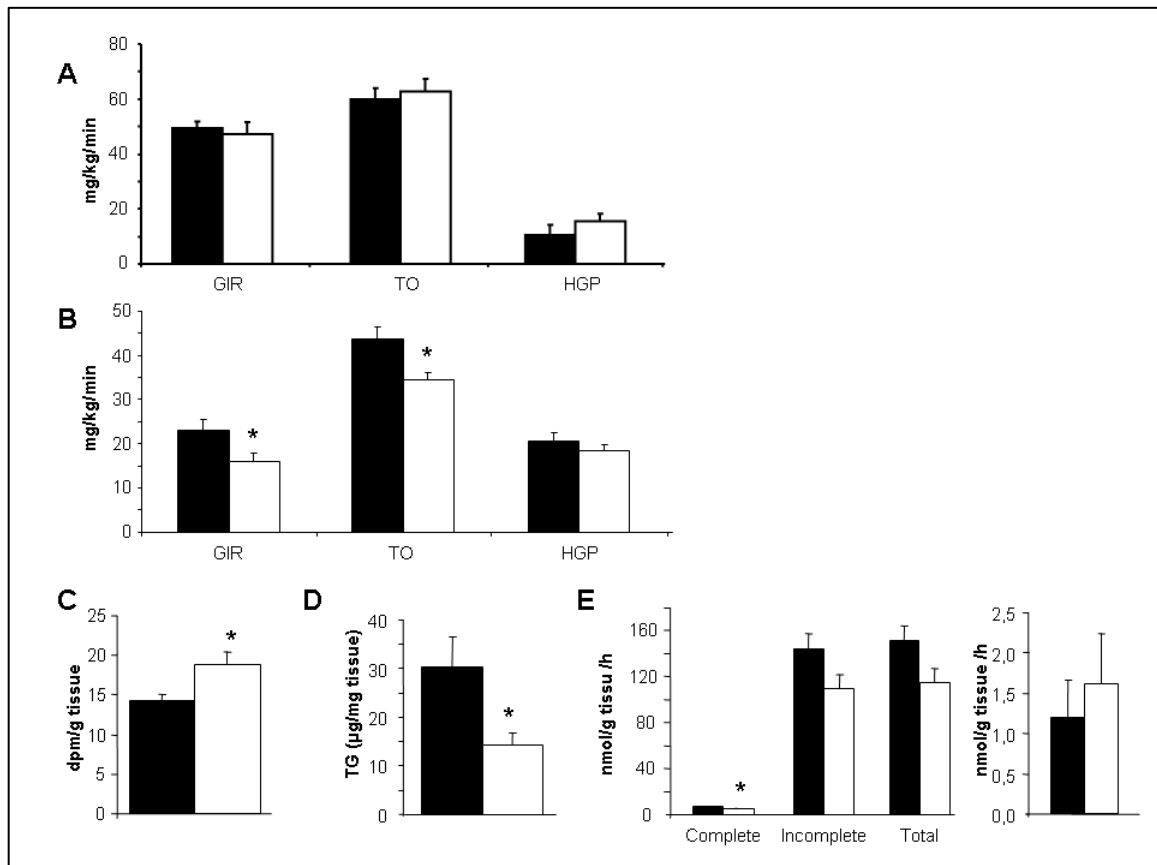 A
mg/kg/min
80
60
40
20
0
GIR TO HGP
B
mg/kg/min
50
40
30
20
10
0
*
*
GIR TO HGP
C
dpm/g tissue
25
20
15
10
5
0
*
D
TG (µg/mg tissue)
40
30
20
15
10
0
*
E
nmol/g tissu /h
160
120
80
40
0
*
Complete Incomplete Total
nmol/g tissue /h
2,5
2,0
1,5
1,0
0,5
0,0